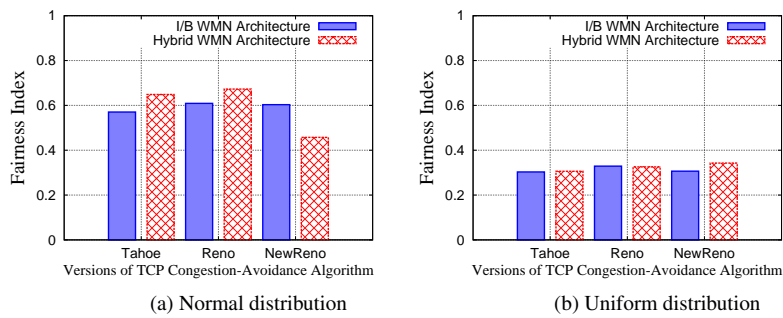 I/B WMN Architecture
Hybrid WMN Architecture
1
0.8
0.6
0.4
0.2
0
Fairness Index
Tahoe Reno NewReno
Versions of TCP Congestion-Avoidance Algorithm
(a) Normal distribution
I/B WMN Architecture
Hybrid WMN Architecture
1
0.8
0.6
0.4
0.2
0
Fairness Index
Tahoe Reno NewReno
Versions of TCP Congestion-Avoidance Algorithm
(b) Uniform distribution